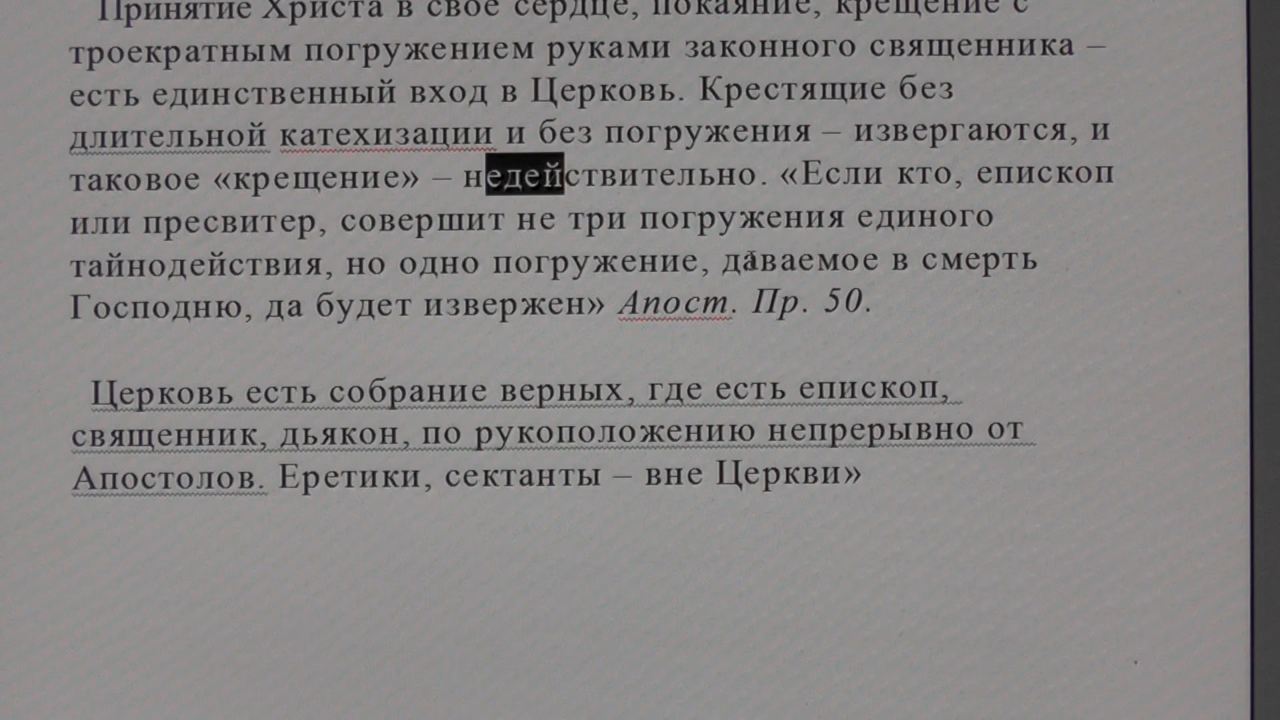 Принятие Христа в свое сердце, покаяние, крещение с
троекратным погружением руками законного священника –
есть единственный вход в Церковь. Крестящие без
длительной катехизации и без погружения – извергаются, и
таковое «крещение» – недействительно. «Если кто, епископ
или пресвитер, совершит не три погружения единого
тайнодействия, но одно погружение, даваемое в смерть
Господню, да будет извержен» Апост. Пр. 50.
Церковь есть собрание верных, где есть епископ,
священник, дьякон, по рукоположению непрерывно от
Апостолов. Еретики, сектанты – вне Церкви»